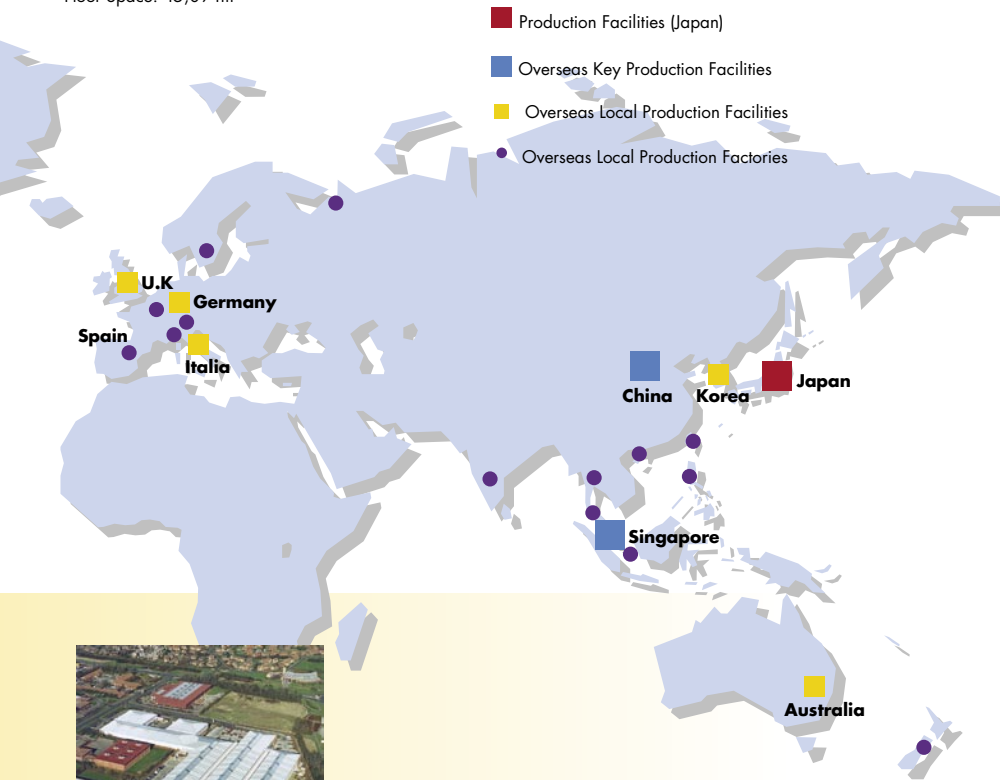 Production Facilities (Japan)
Overseas Key Production Facilities
Overseas Local Production Facilities
Overseas Local Production Factories
U.K
Germany
Spain
Italia
China
Korea
Japan
Singapore
Australia